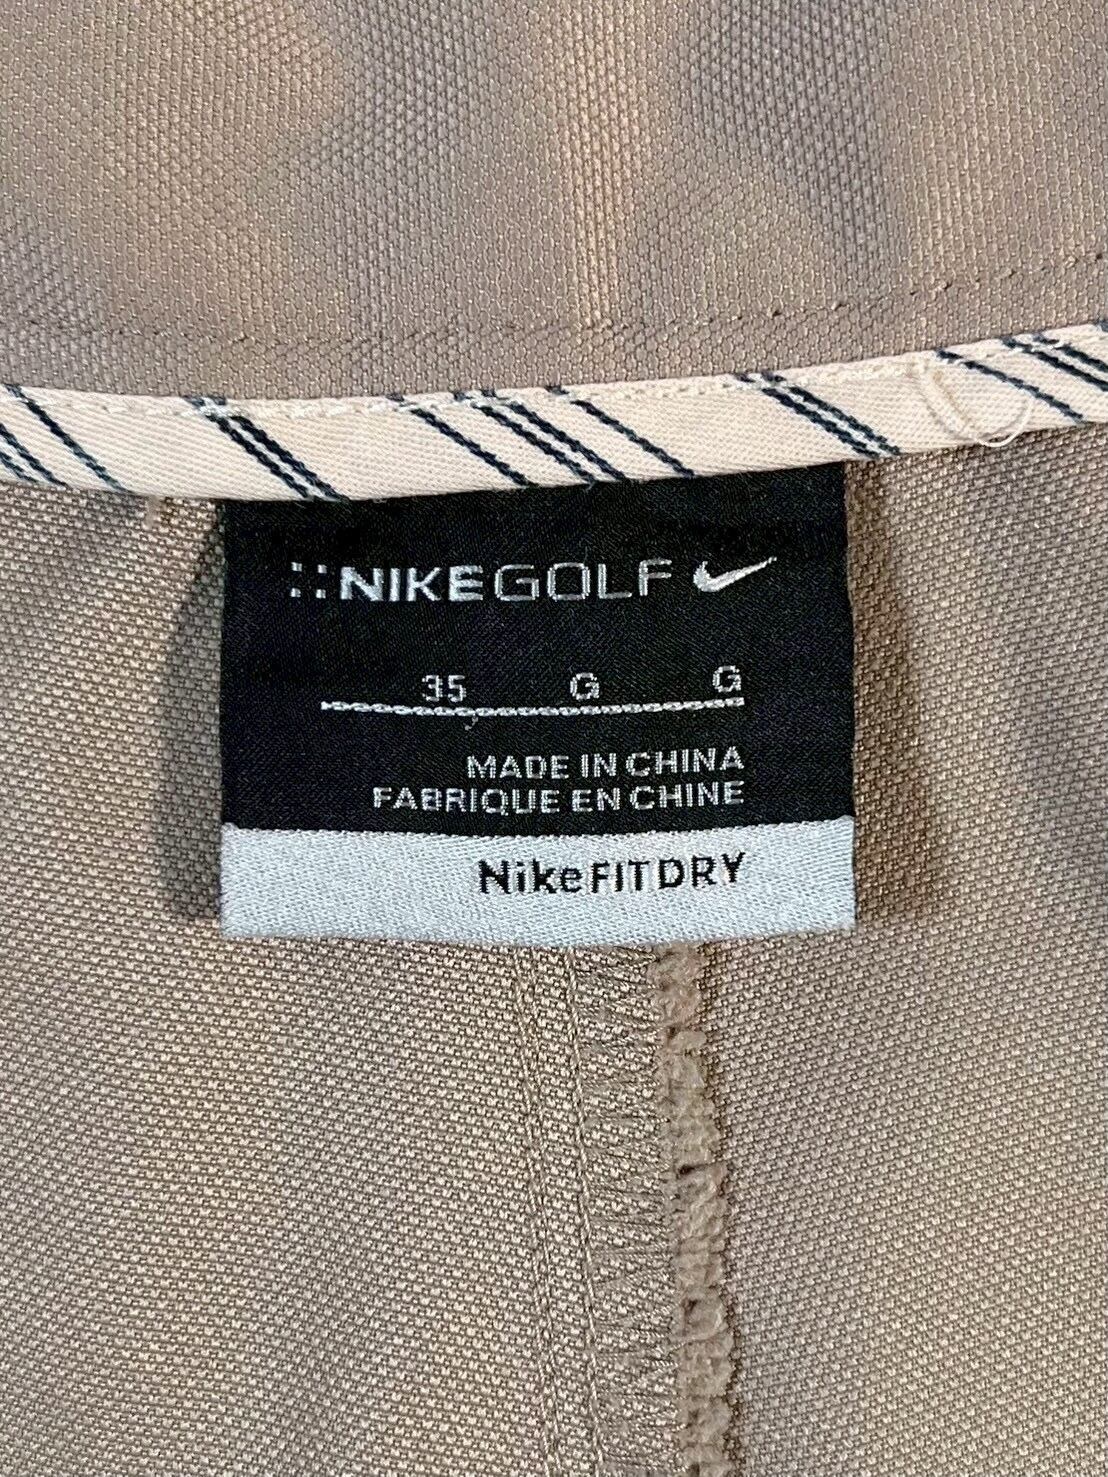 NIKEGOLF
35 G G
MADE IN CHINA
FABRIQUE EN CHINE
NikeFITDRY